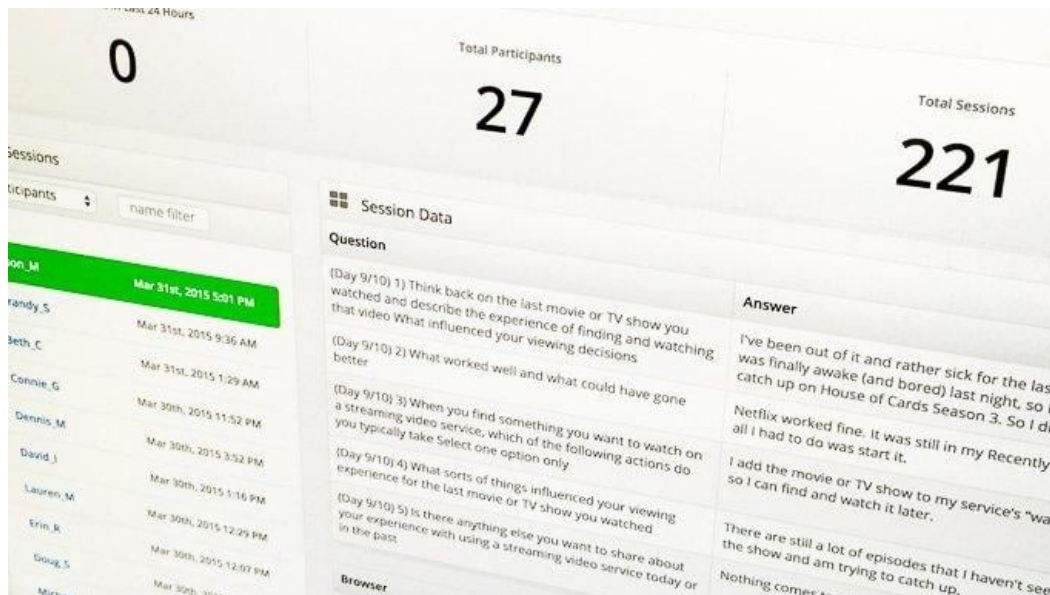 Last 24 Hours
0
Total Participants
27
Total Sessions
221
Sessions
name filter
Mar 31st, 2015 5:01 PM
Mar 31st, 2015 9:36 AM
Beth_C
Mar 31st, 2015 1:29 AM
Connie_G
Mar 30th, 2015 11:52 PM
Dennis_M
Mar 30th, 2015 3:52 PM
David_J
Mar 30th, 2015 1:16 PM
Lauren_M
Mar 30th, 2015 12:29 PM
Erin_R
Mar 30th, 2015 12:07 PM
Doug_S
Mar 30th, 
Session Data
Question
(Day 9/10) 1) Think back on the last movie or TV show you
watched and describe the experience of finding and watching
that video What influenced your viewing decisions
(Day 9/10) 2) What worked well and what could have gone
better
(Day 9/10) 3) When you find something you want to watch on
a streaming video service, which of the following actions do
you typically take Select one option only
(Day 9/10) 4) What sorts of things influenced your viewing
experience for the last movie or TV show you watched
(Day 9/10) 5) Is there anything else you want to share about
your experience with using a streaming video service today or
in the past
Browser
Answer
I've been out of it and rather sick for the las
was finally awake (and bored) last night, so I
catch up on House of Cards Season 3. So I di
Netflix worked fine. It was still in my Recently
all I had to do was start it.
I add the movie or TV show to my service's "wa
so I can find and watch it later.
There are still a lot of episodes that I haven't see
the show and am trying to catch up.
Nothing comes